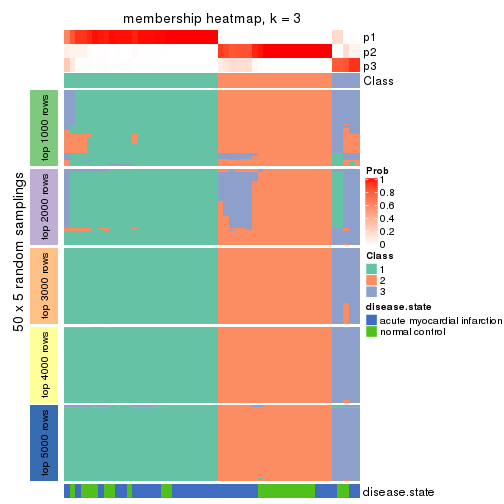 membership heatmap, k = 3
p1
p2
p3
Class
50 x 5 random samplings
top 1000 rows
top 2000 rows
top 3000 rows
top 4000 rows
top 5000 rows
Prob
1
0.8
0.6
0.4
0.2
0
Class
1
2
3
disease.state
acute myocardial infarction
normal control
disease.state